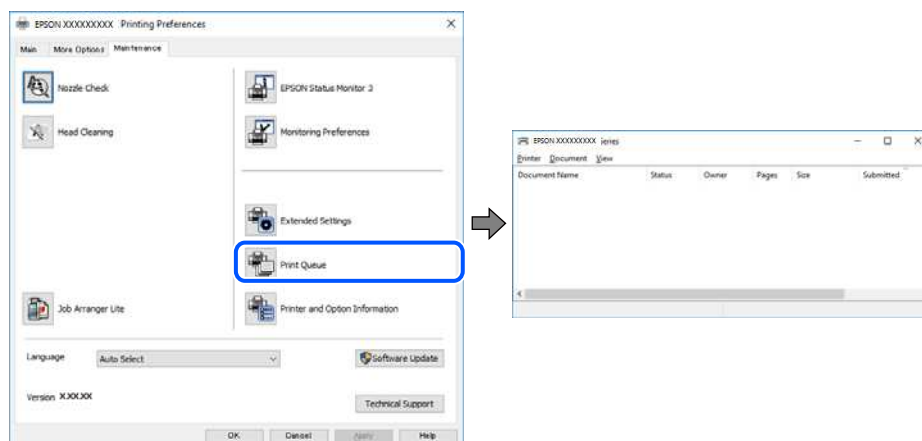 EPSON XXXXXXXXX Printing Preferences
Main More Options Maintenance
Nozzle Check
EPSON Status Monitor 3
Head Cleaning
Monitoring Preferences
Extended Settings
Print Queue
Job Arranger Lite
Printer and Option Information
Language Auto Select Software Update
Version X.XX.XX
Technical Support
OK Cancel Apply Help
EPSON XXXXXXXXX series
Printer Document View
Document Name Status Owner Pages Size Submitted